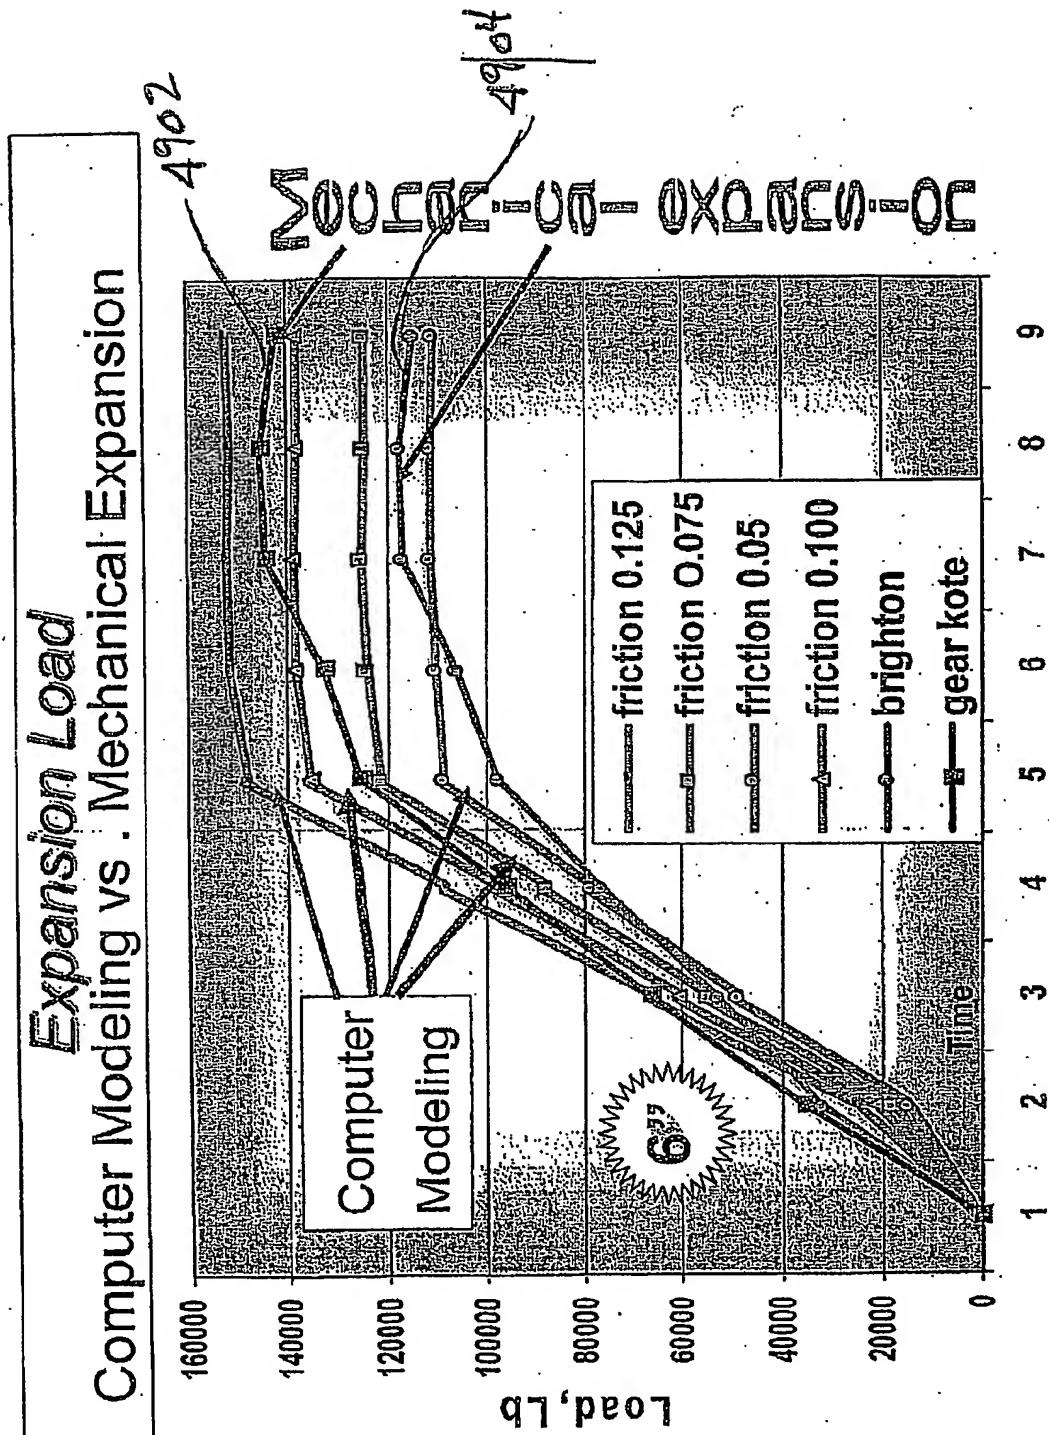 Expansion Load
Computer Modeling vs . Mechanical Expansion
4902
4904
Mechanical expansion
160000
140000
120000
100000
80000
60000
40000
20000
0
Load, Lb
Computer
Modeling
6"
friction 0.125
friction 0.075
friction 0.05
friction 0.100
brighton
gear kote
Time
1 2 3 4 5 6 7 8 9